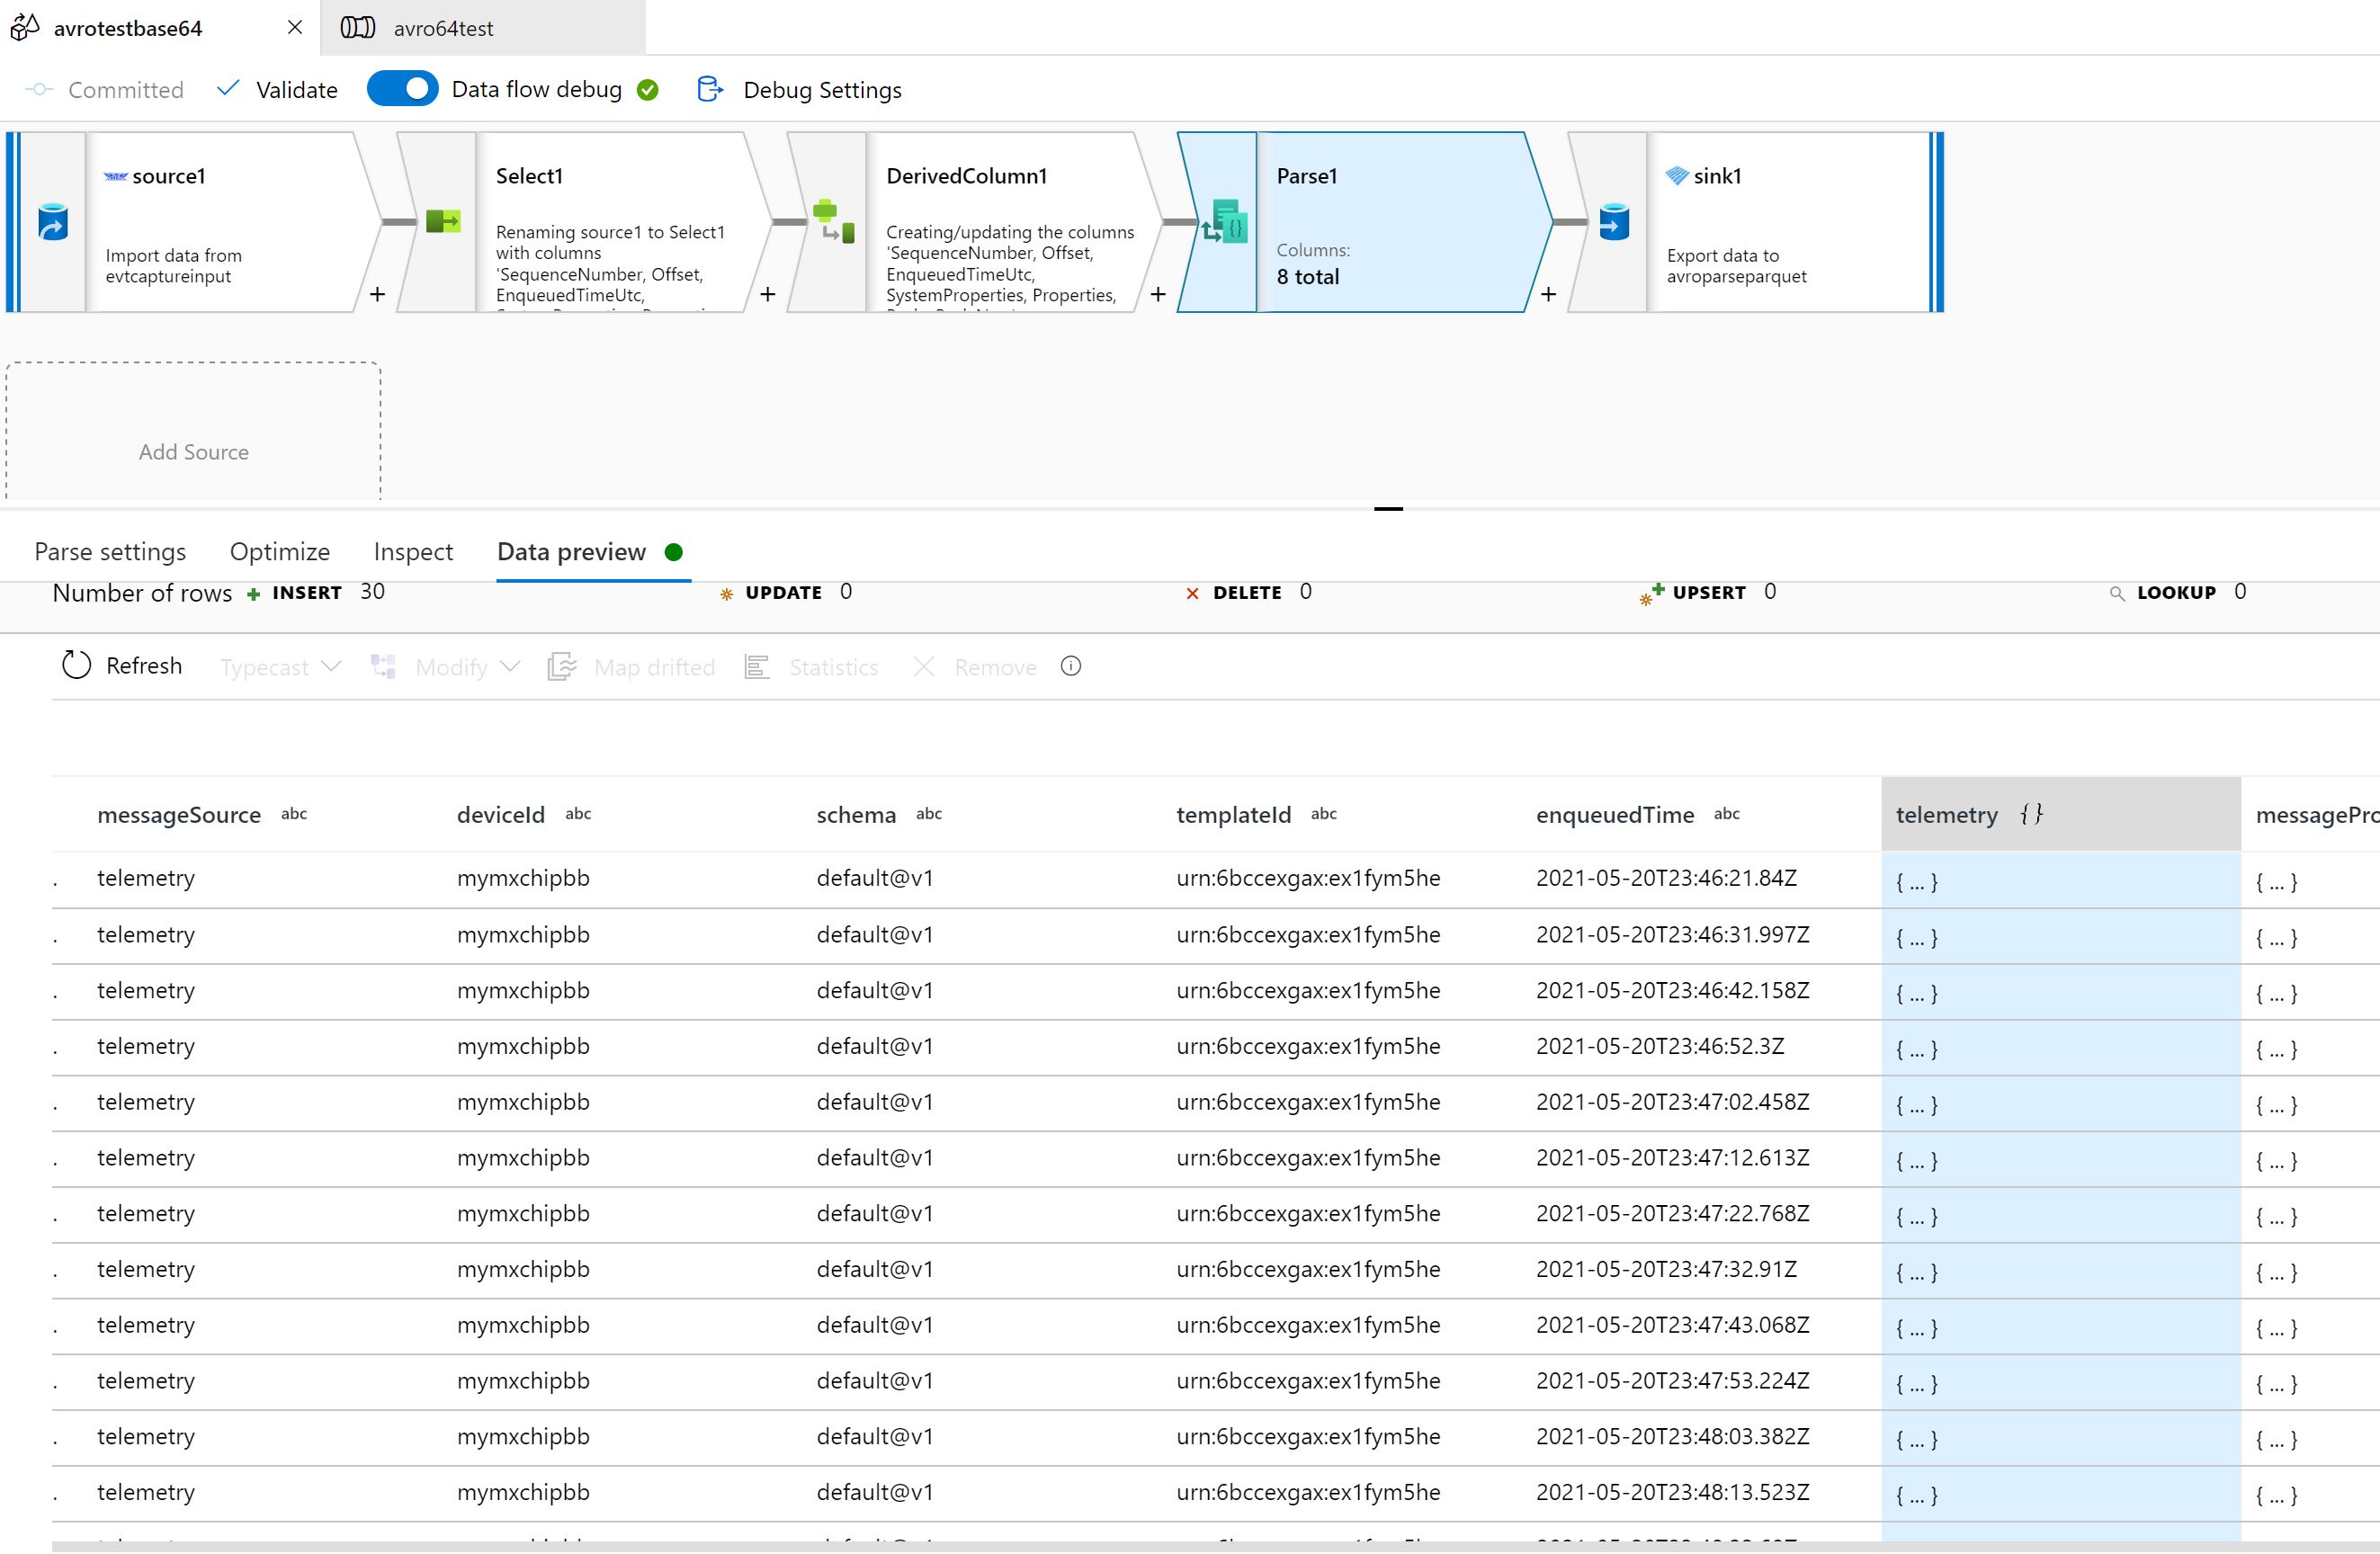 avrotestbase64
avro64test
Committed Validate Data flow debug Debug Settings
source1
Import data from
evtcaptureinput
+
Select1
Renaming source1 to Select1
with columns
'SequenceNumber, Offset,
EnqueuedTimeUtc,
+
DerivedColumn1
Creating/updating the columns
'SequenceNumber, Offset,
EnqueuedTimeUtc,
SystemProperties, Properties,
+
Parse1
Columns:
8 total
+
sink1
Export data to
avroparseparquet
Add Source
Parse settings Optimize Inspect Data preview
Number of rows + INSERT 30 UPDATE 0 DELETE 0 UPSERT 0 LOOKUP 0
Refresh Typecast Modify Map drifted Statistics Remove
messageSource abc deviceId abc schema abc templateId abc enqueuedTime abc telemetry {} messagePro
. telemetry mymxchipbb default@v1 urn:6bccexgax:ex1fym5he 2021-05-20T23:46:21.84Z { ... } { ... }
. telemetry mymxchipbb default@v1 urn:6bccexgax:ex1fym5he 2021-05-20T23:46:31.997Z { ... } { ... }
. telemetry mymxchipbb default@v1 urn:6bccexgax:ex1fym5he 2021-05-20T23:46:42.158Z { ... } { ... }
. telemetry mymxchipbb default@v1 urn:6bccexgax:ex1fym5he 2021-05-20T23:46:52.3Z { ... } { ... }
. telemetry mymxchipbb default@v1 urn:6bccexgax:ex1fym5he 2021-05-20T23:47:02.458Z { ... } { ... }
. telemetry mymxchipbb default@v1 urn:6bccexgax:ex1fym5he 2021-05-20T23:47:12.613Z { ... } { ... }
. telemetry mymxchipbb default@v1 urn:6bccexgax:ex1fym5he 2021-05-20T23:47:22.768Z { ... } { ... }
. telemetry mymxchipbb default@v1 urn:6bccexgax:ex1fym5he 2021-05-20T23:47:32.91Z { ... } { ... }
. telemetry mymxchipbb default@v1 urn:6bccexgax:ex1fym5he 2021-05-20T23:47:43.068Z { ... } { ... }
. telemetry mymxchipbb default@v1 urn:6bccexgax:ex1fym5he 2021-05-20T23:47:53.224Z { ... } { ... }
. telemetry mymxchipbb default@v1 urn:6bccexgax:ex1fym5he 2021-05-20T23:48:03.382Z { ... } { ... }
. telemetry mymxchipbb default@v1 urn:6bccexgax:ex1fym5he 2021-05-20T23:48:13.523Z { ... } { ... }